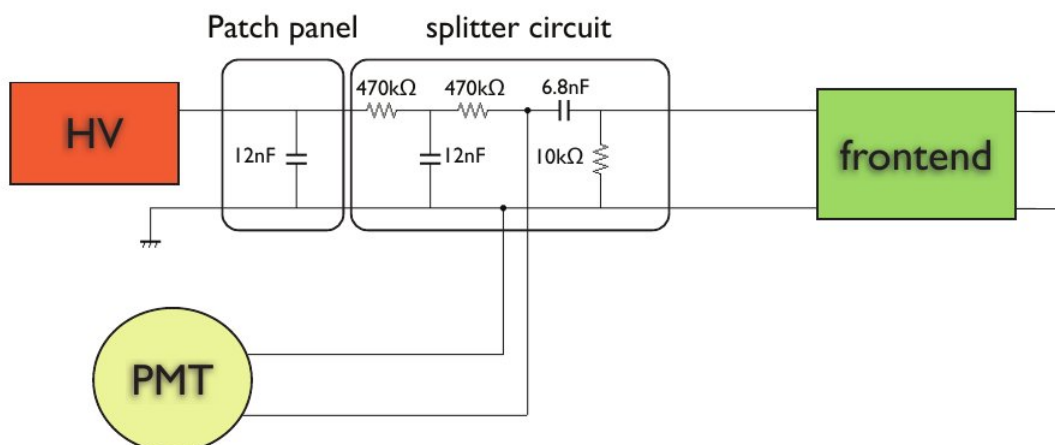 Patch panel
splitter circuit
470kΩ
470kΩ
6.8nF
HV
12nF
12nF
10kΩ
frontend
PMT